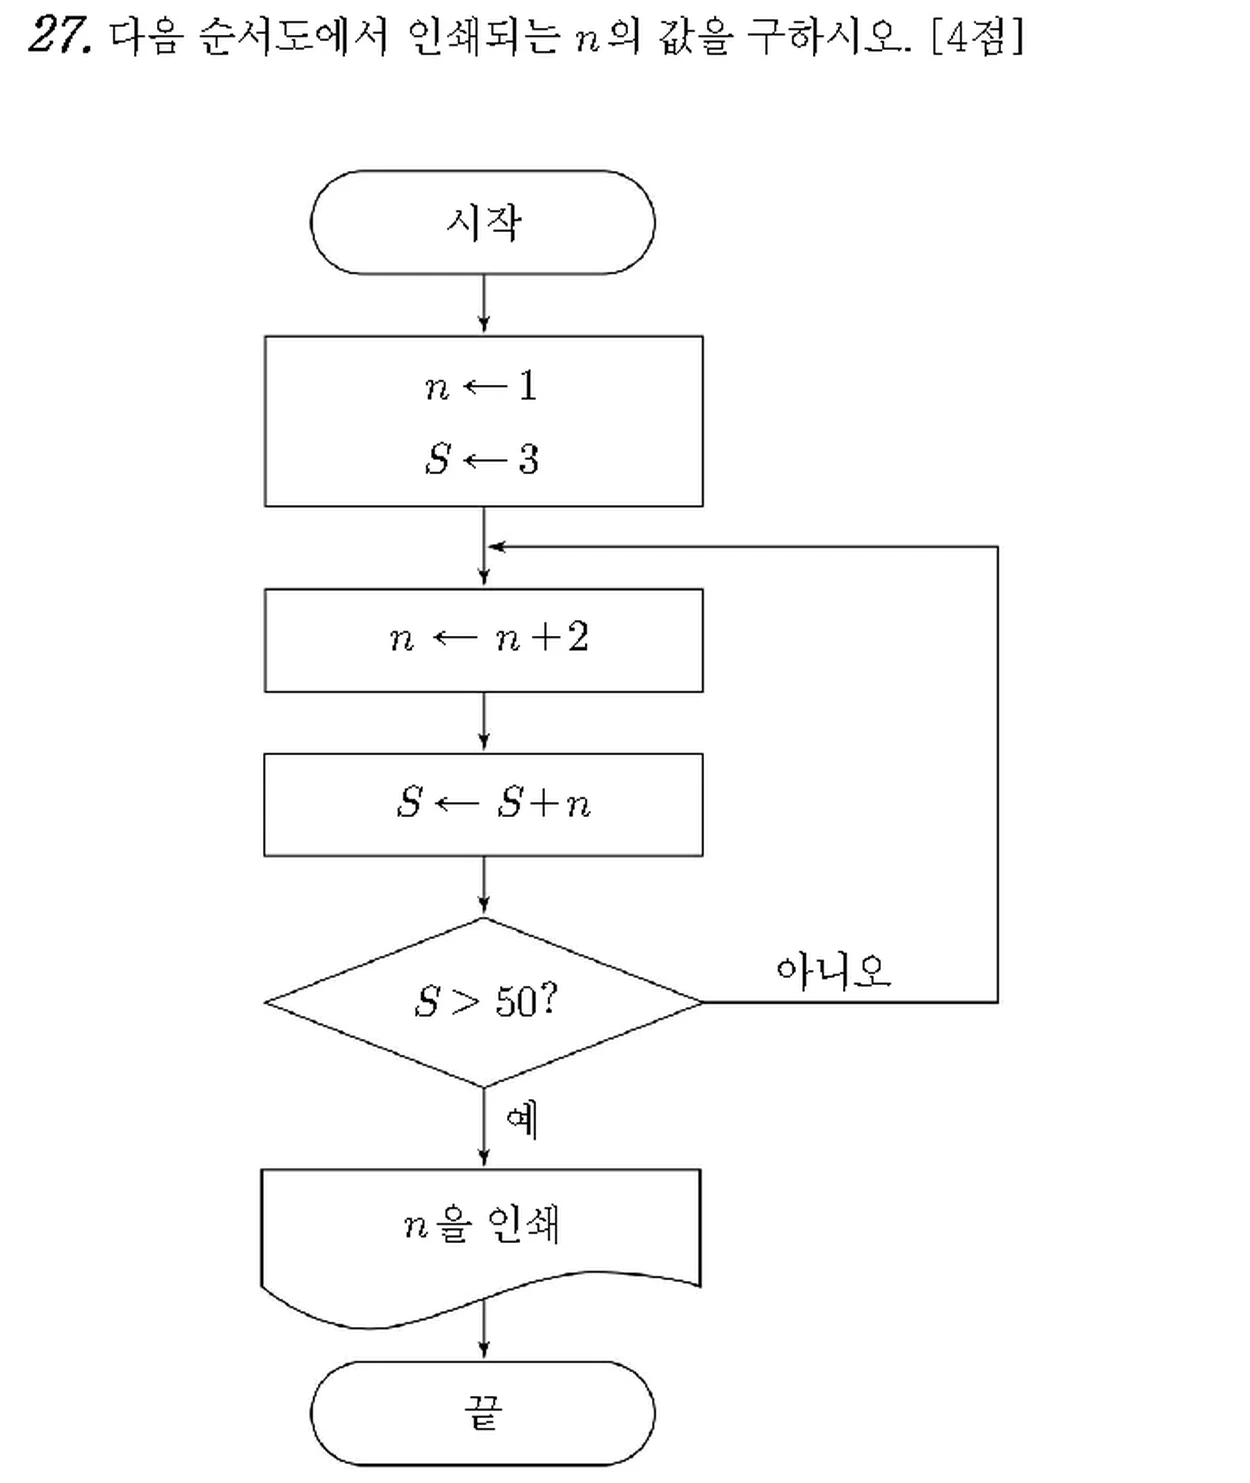 27. 다음 순서도에서 인쇄되는 n의 값을 구하시오. [4점]
시작
n ← 1
S ← 3
n ← n+2
S ← S+n
S > 50?
아니오
예
n을 인쇄
끝